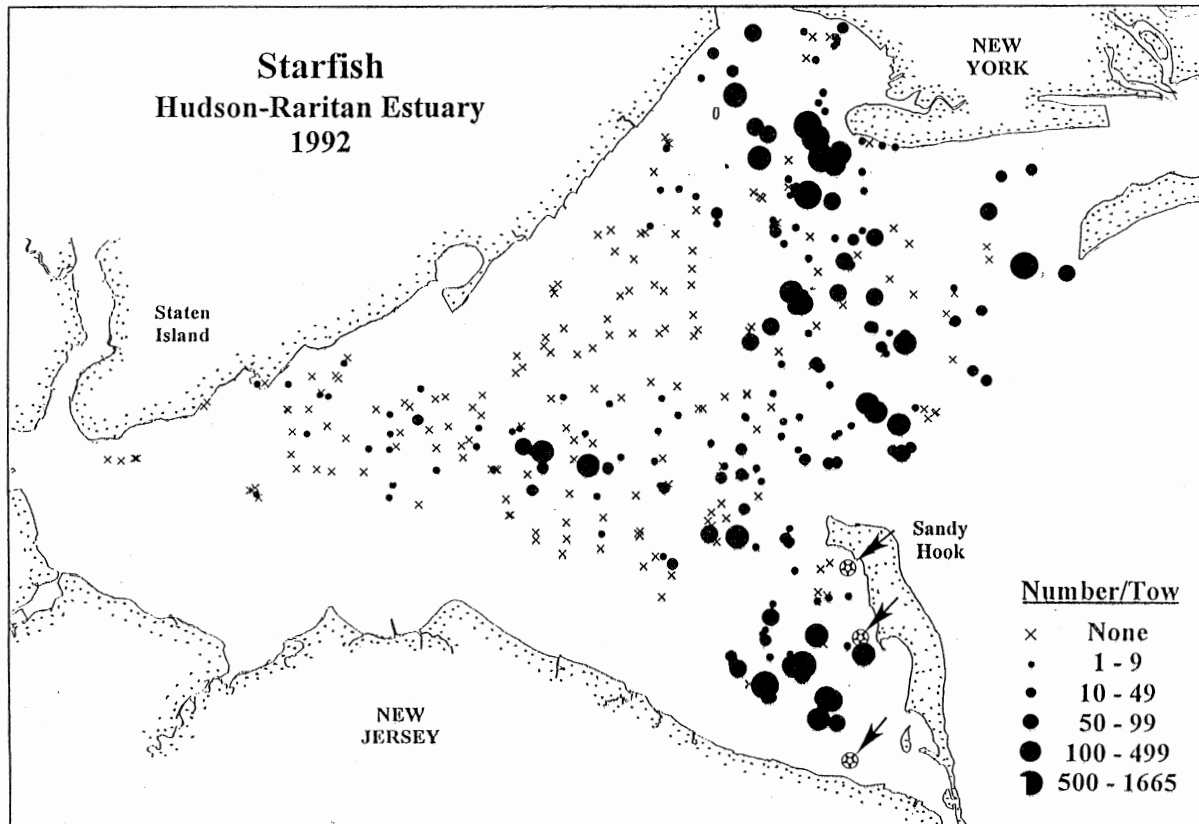 Starfish
Hudson-Raritan Estuary
1992
NEW
YORK
Staten
Island
Sandy
Hook
NEW
JERSEY
Number/Tow
× None
1 - 9
10 - 49
50 - 99
100 - 499
500 - 1665